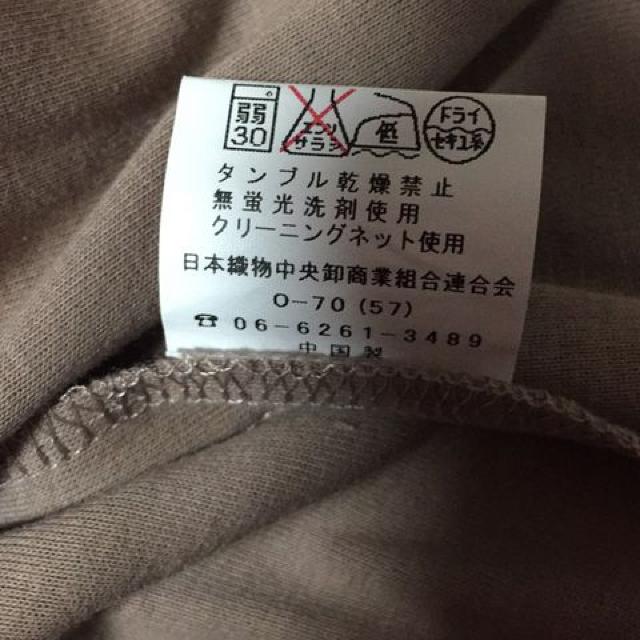 弱 30 エンソ サラシ 低 ドライ セキユ系
タンブル乾燥禁止
無蛍光洗剤使用
クリーニングネット使用
日本織物中央卸商業組合連合会
O-70 (57)
☎ 06-6261-3489
中国製